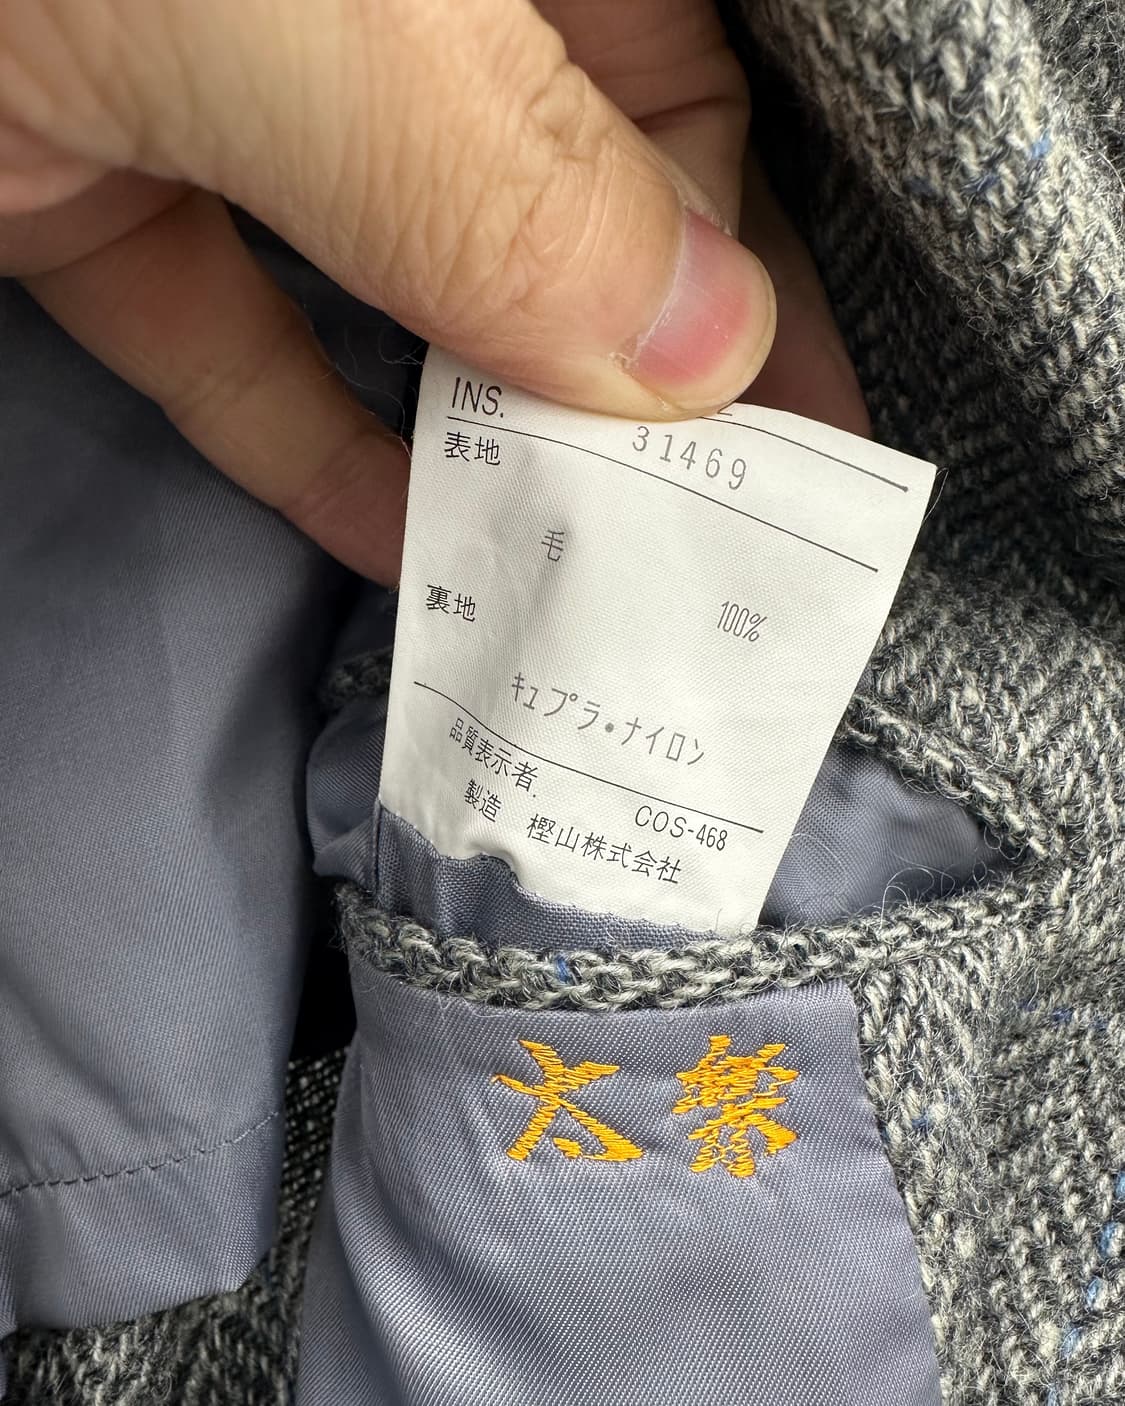 INS.
31469
表地
毛
100%
裏地
ｷｭﾌﾟﾗ・ﾅｲﾛﾝ
品質表示者.
COS-468
製造 樫山株式会社